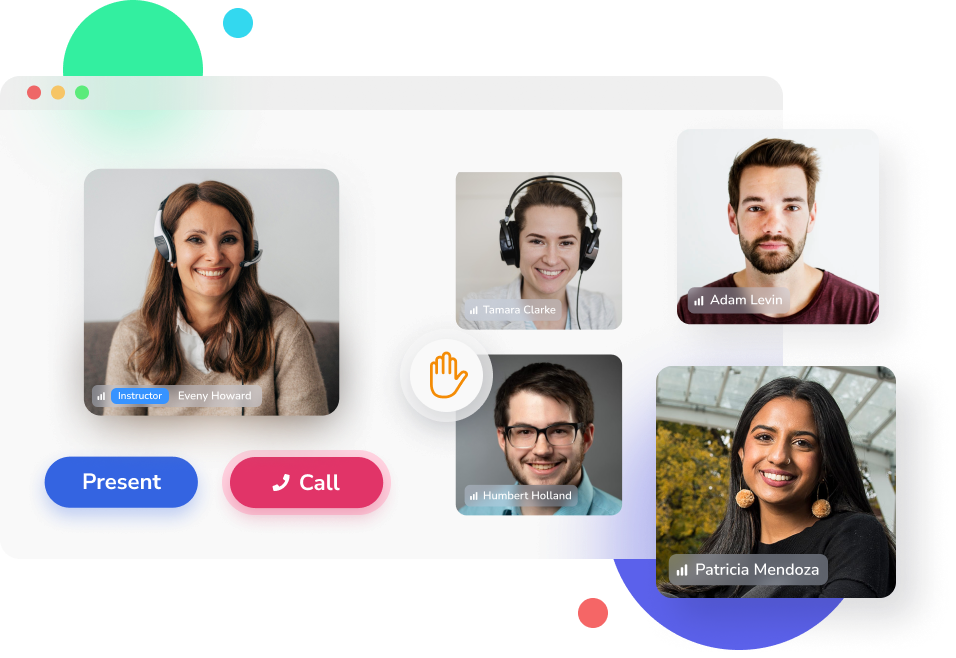 Instructor Eveny Howard
Tamara Clarke
Adam Levin
Humbert Holland
Patricia Mendoza
Present
Call